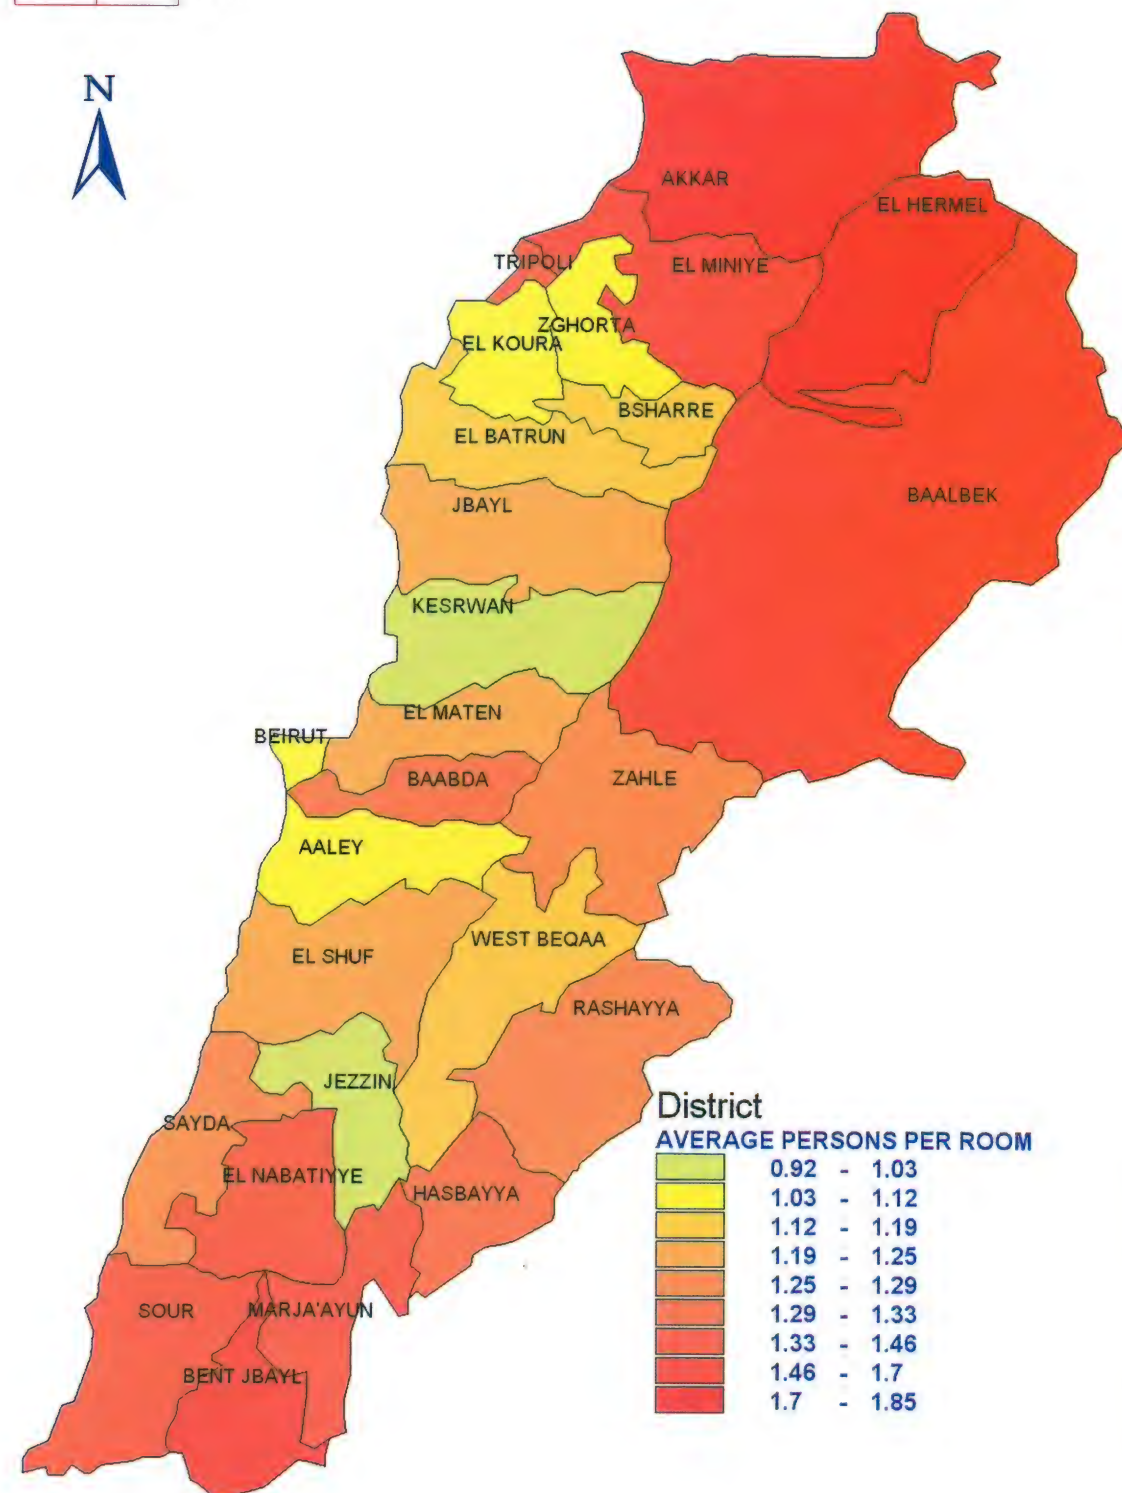 N
AKKAR
EL HERMEL
TRIPOLI
EL MINIYE
ZGHORTA
EL KOURA
BSHARRE
EL BATRUN
BAALBEK
JBAYL
KESRWAN
EL MATEN
BEIRUT
BAABDA
ZAHLE
AALEY
WEST BEQAA
EL SHUF
RASHAYYA
JEZZIN
SAYDA
EL NABATIYYE
HASBAYYA
SOUR
MARJA'AYUN
BENT JBAYL
District
AVERAGE PERSONS PER ROOM
0.92 - 1.03
1.03 - 1.12
1.12 - 1.19
1.19 - 1.25
1.25 - 1.29
1.29 - 1.33
1.33 - 1.46
1.46 - 1.7
1.7 - 1.85